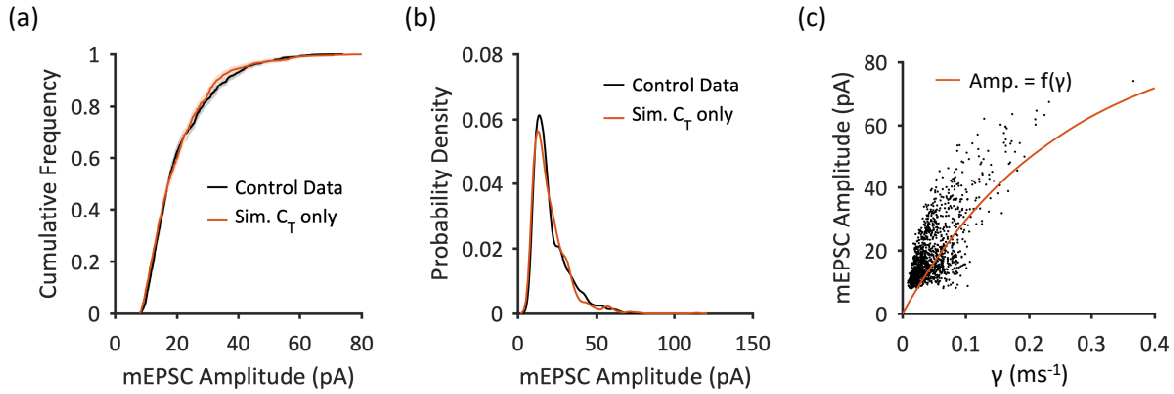 (a)
1
0.8
0.6
0.4
0.2
0
Cumulative Frequency
Control Data
Sim. C_T only
0 20 40 60 80
mEPSC Amplitude (pA)
(b)
0.08
0.06
0.04
0.02
0
Probability Density
Control Data
Sim. C_T only
0 50 100 150
mEPSC Amplitude (pA)
(c)
80
60
40
20
0
mEPSC Amplitude (pA)
Amp. = f(γ)
0 0.1 0.2 0.3 0.4
γ (ms⁻¹)